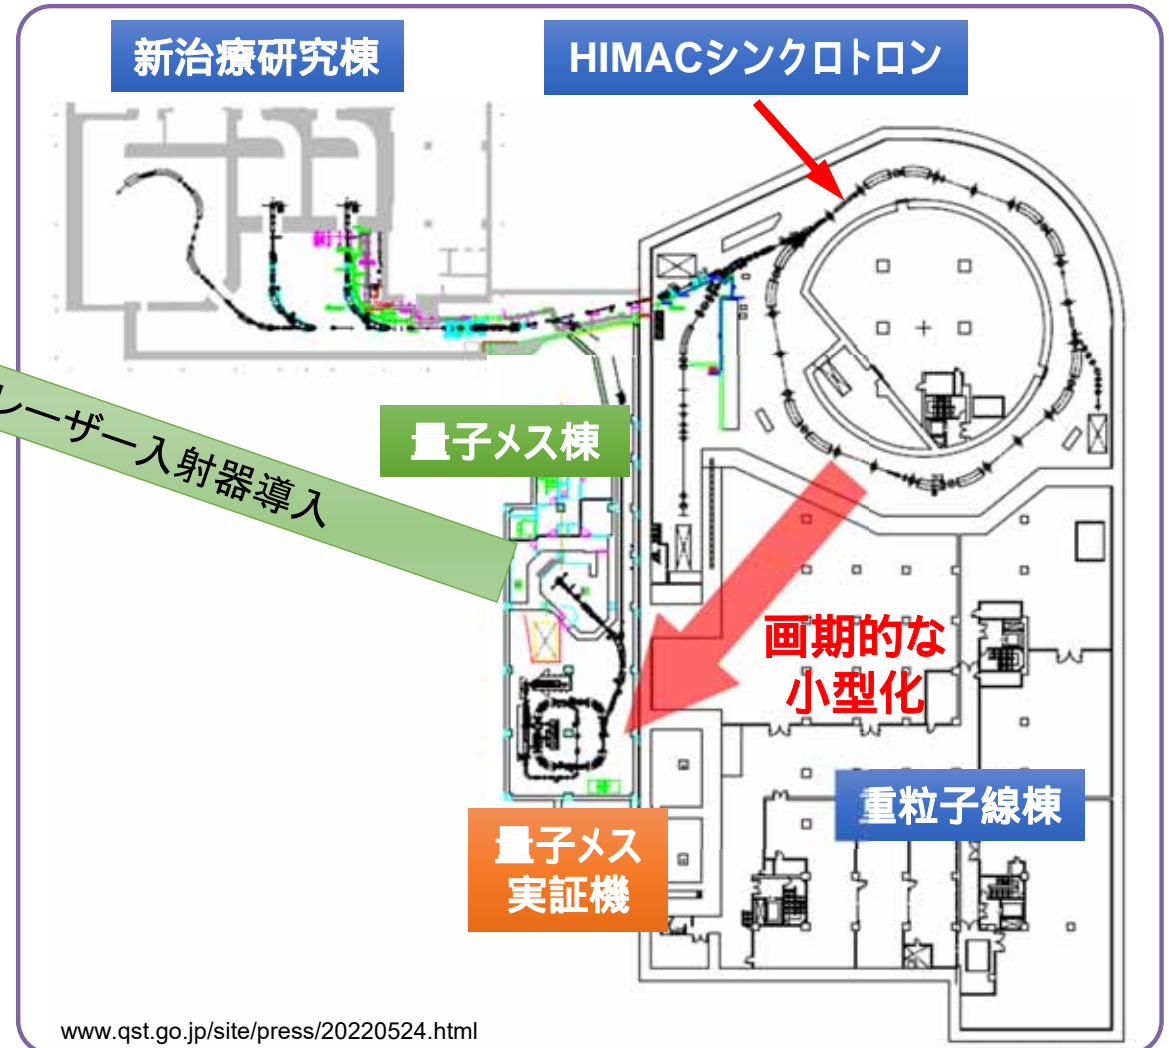 新治療研究棟
HIMACシンクロトロン
量子メス棟
レーザー入射器導入
画期的な
小型化
重粒子線棟
量子メス
実証機
www.qst.go.jp/site/press/20220524.html